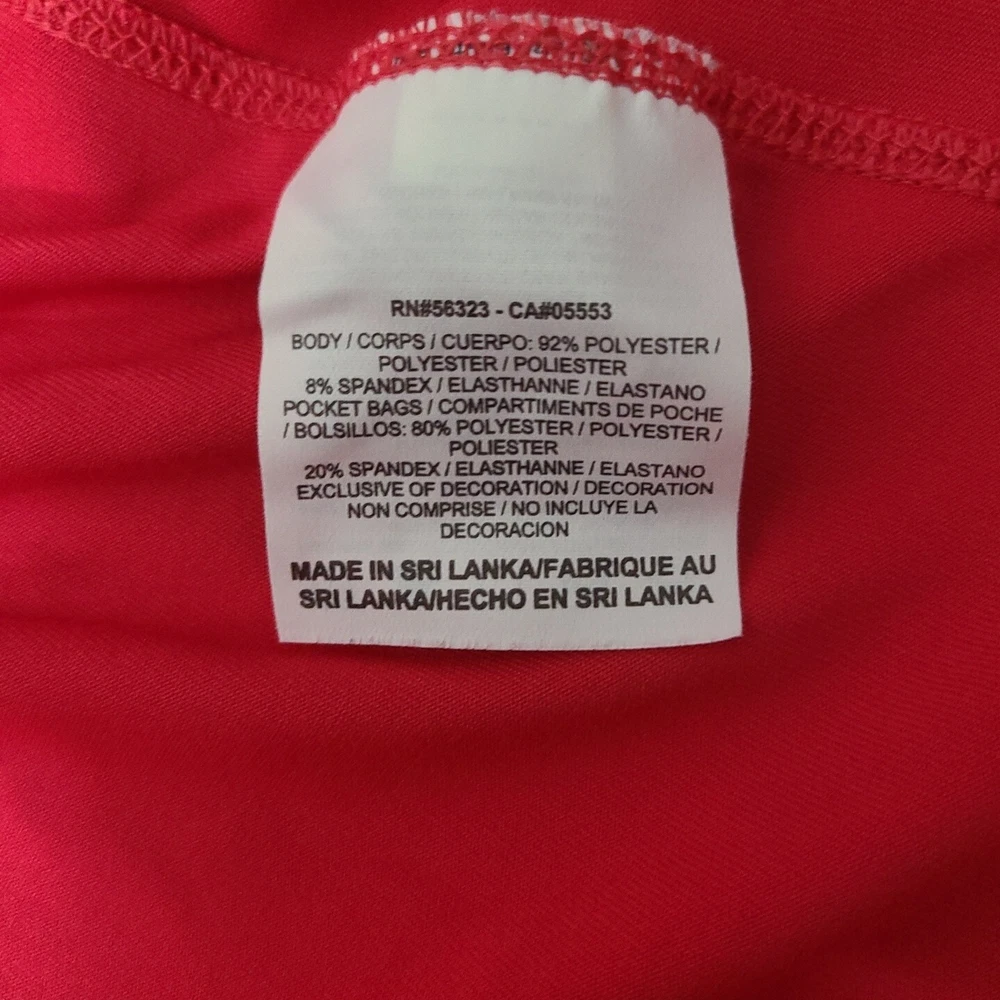 RN#56323 - CA#05553
BODY / CORPS / CUERPO: 92% POLYESTER /
POLYESTER / POLIESTER
8% SPANDEX / ELASTHANNE / ELASTANO
POCKET BAGS / COMPARTIMENTS DE POCHE
/ BOLSILLOS: 80% POLYESTER / POLYESTER /
POLIESTER
20% SPANDEX / ELASTHANNE / ELASTANO
EXCLUSIVE OF DECORATION / DECORATION
NON COMPRISE / NO INCLUYE LA
DECORACION
MADE IN SRI LANKA/FABRIQUE AU
SRI LANKA/HECHO EN SRI LANKA